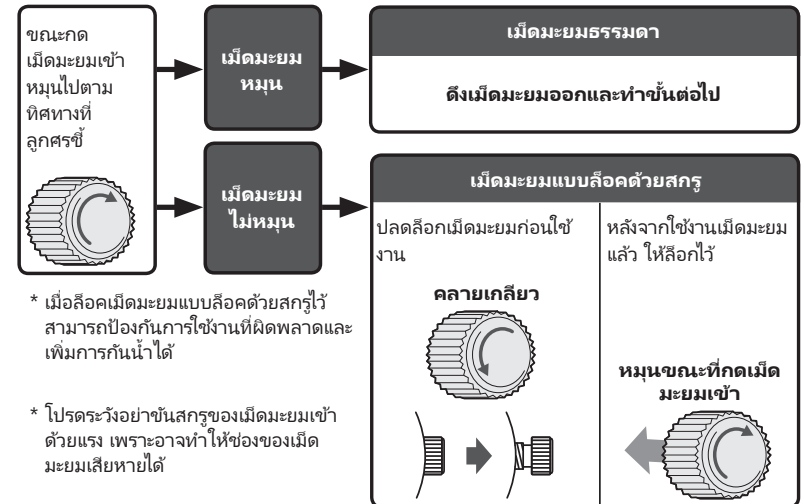 ขณะกด
เม็ดมะยมเข้า
หมุนไปตาม
ทิศทางที่
ลูกศรชี้
เม็ดมะยม
หมุน
เม็ดมะยมธรรมดา
ดึงเม็ดมะยมออกและทำขั้นต่อไป
เม็ดมะยม
ไม่หมุน
เม็ดมะยมแบบล็อคด้วยสกรู
ปลดล็อกเม็ดมะยมก่อนใช้
งาน
คลายเกลียว
หลังจากใช้งานเม็ดมะยม
แล้ว ให้ล็อกไว้
หมุนขณะที่กดเม็ด
มะยมเข้า
* เมื่อล็อคเม็ดมะยมแบบล็อคด้วยสกรูไว้
สามารถป้องกันการใช้งานที่ผิดพลาดและ
เพิ่มการกันน้ำได้
* โปรดระวังอย่าขันสกรูของเม็ดมะยมเข้า
ด้วยแรง เพราะอาจทำให้ช่องของเม็ด
มะยมเสียหายได้